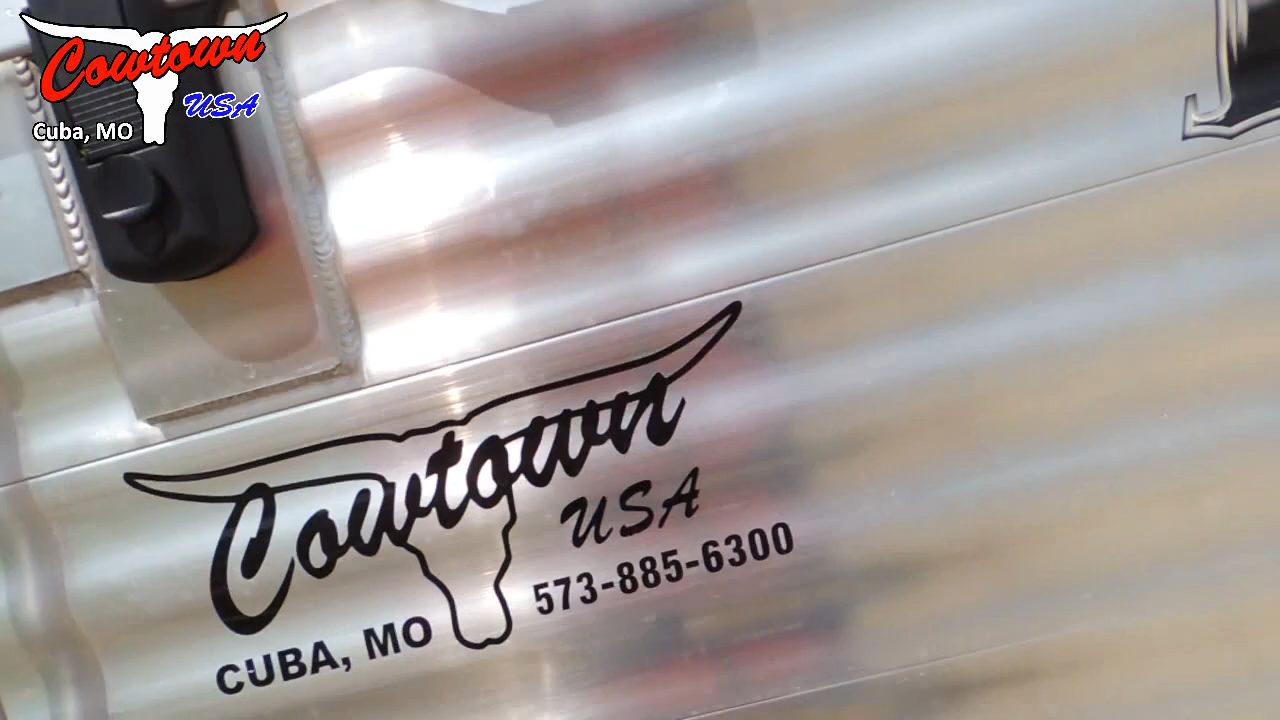 Cowtown
USA
Cuba, MO
Cowtown
USA
573-885-6300
CUBA, MO